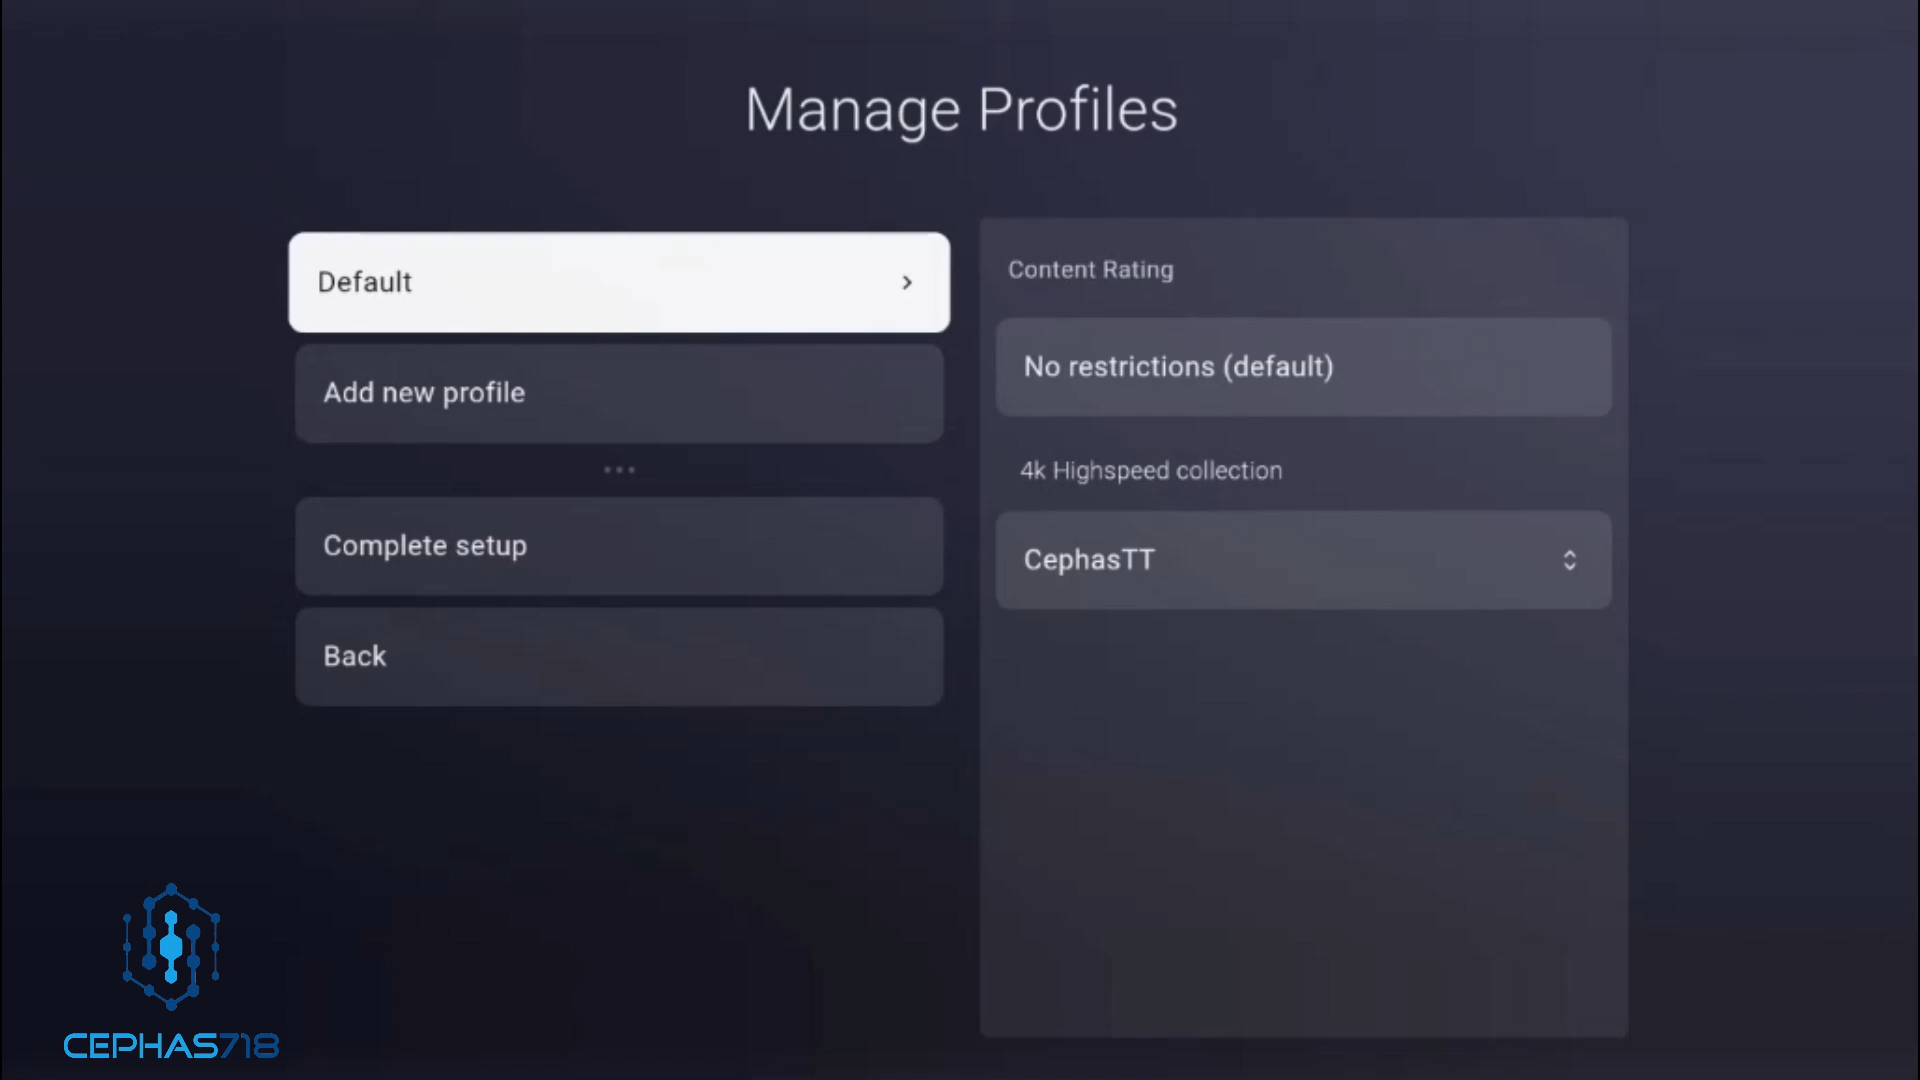 Manage Profiles
Default
Add new profile
Complete setup
Back
Content Rating
No restrictions (default)
4k Highspeed collection
CephasTT
CEPHAS718